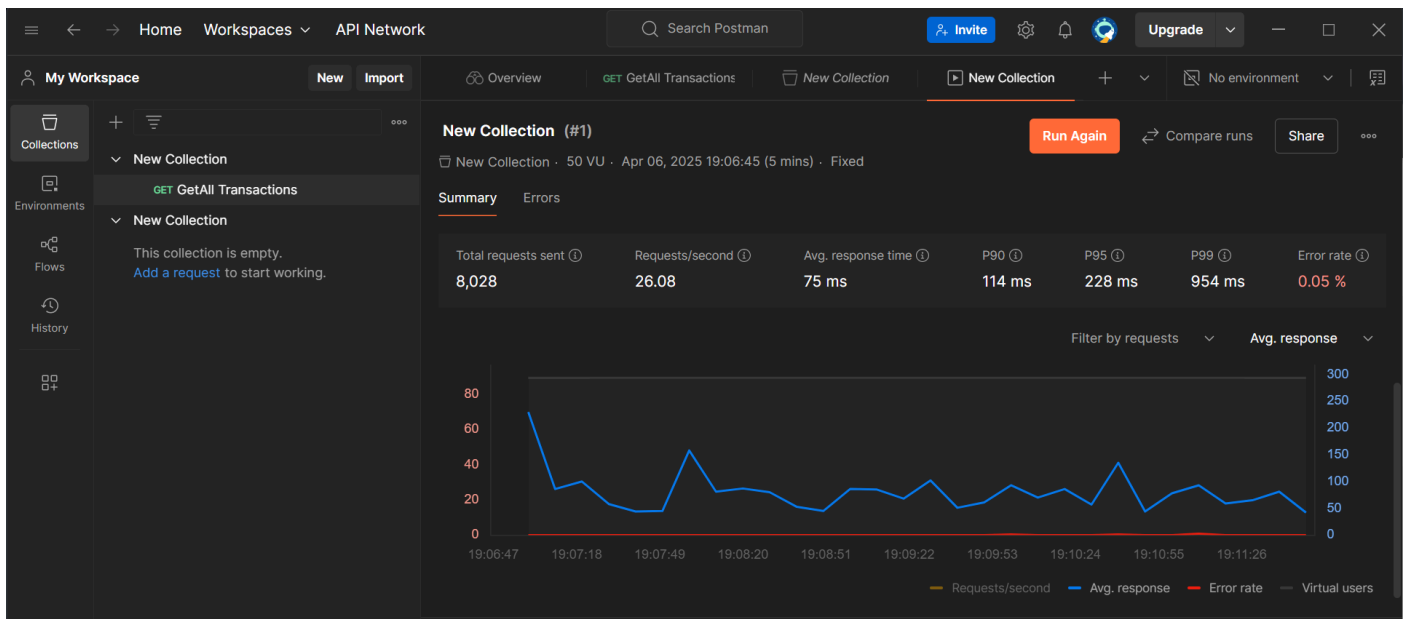 Home Workspaces API Network Search Postman Invite Upgrade
My Workspace New Import Overview GET GetAll Transactions New Collection New Collection No environment
Collections
Environments
Flows
History
New Collection
GET GetAll Transactions
New Collection
This collection is empty.
Add a request to start working.
New Collection (#1) Run Again Compare runs Share
New Collection · 50 VU · Apr 06, 2025 19:06:45 (5 mins) · Fixed
Summary Errors
Total requests sent Requests/second Avg. response time P90 P95 P99 Error rate
8,028 26.08 75 ms 114 ms 228 ms 954 ms 0.05 %
Filter by requests Avg. response
80
60
40
20
0
300
250
200
150
100
50
0
19:06:47 19:07:18 19:07:49 19:08:20 19:08:51 19:09:22 19:09:53 19:10:24 19:10:55 19:11:26
Requests/second Avg. response Error rate Virtual users